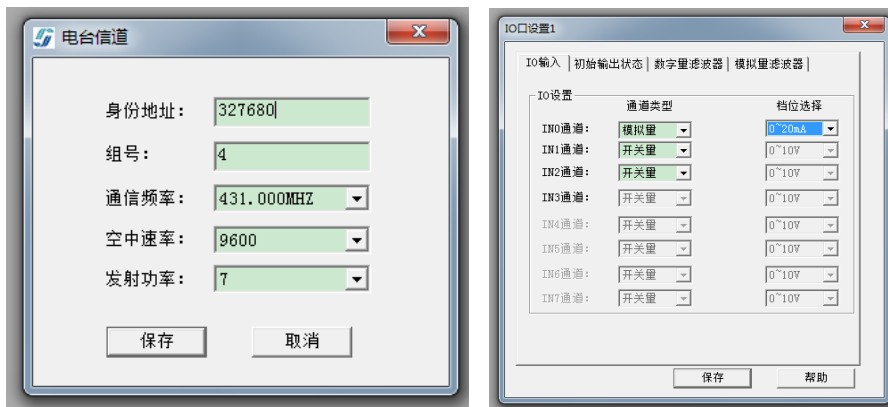 电台信道
身份地址: 327680
组号: 4
通信频率: 431.000MHZ
空中速率: 9600
发射功率: 7
保存 取消
IO口设置1
IO输入 初始输出状态 数字量滤波器 模拟量滤波器
IO设置
通道类型 档位选择
IN0通道: 模拟量 0~20mA
IN1通道: 开关量 0~10V
IN2通道: 开关量 0~10V
IN3通道: 开关量 0~10V
IN4通道: 开关量 0~10V
IN5通道: 开关量 0~10V
IN6通道: 开关量 0~10V
IN7通道: 开关量 0~10V
保存 帮助